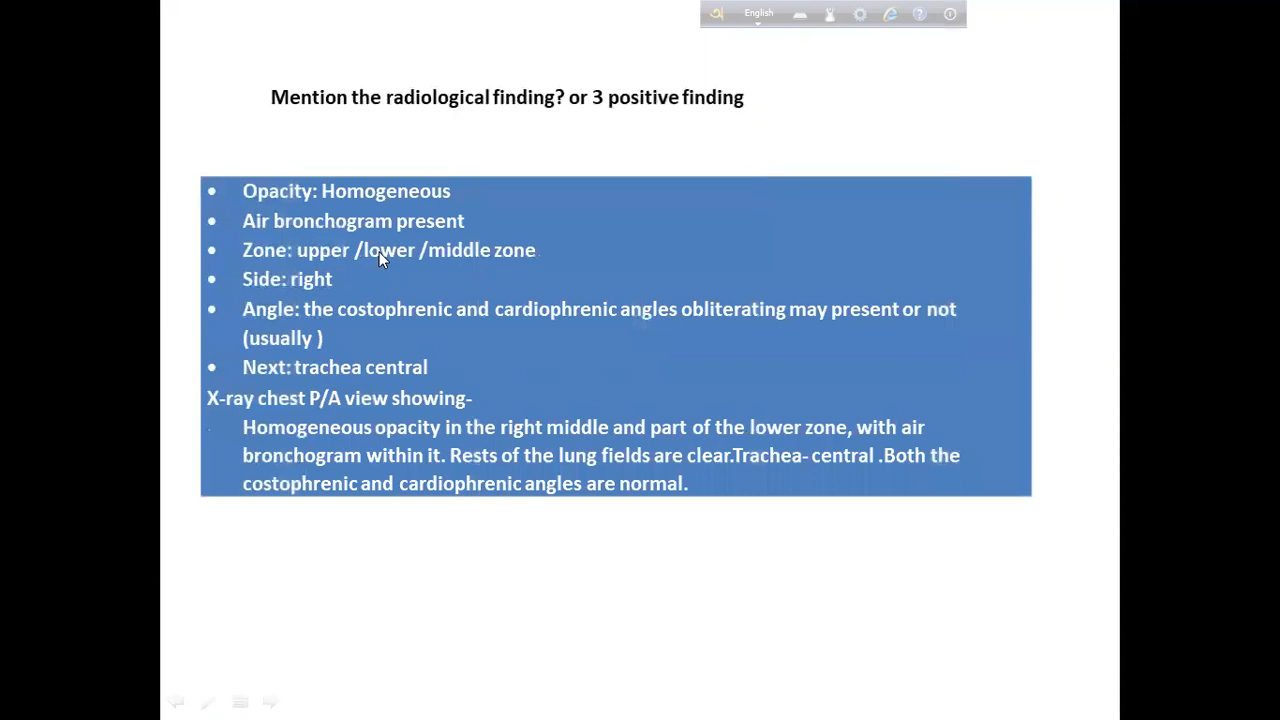 English
Mention the radiological finding? or 3 positive finding
• Opacity: Homogeneous
• Air bronchogram present
• Zone: upper /lower /middle zone
• Side: right
• Angle: the costophrenic and cardiophrenic angles obliterating may present or not
(usually )
• Next: trachea central
X-ray chest P/A view showing-
Homogeneous opacity in the right middle and part of the lower zone, with air
bronchogram within it. Rests of the lung fields are clear.Trachea- central .Both the
costophrenic and cardiophrenic angles are normal.